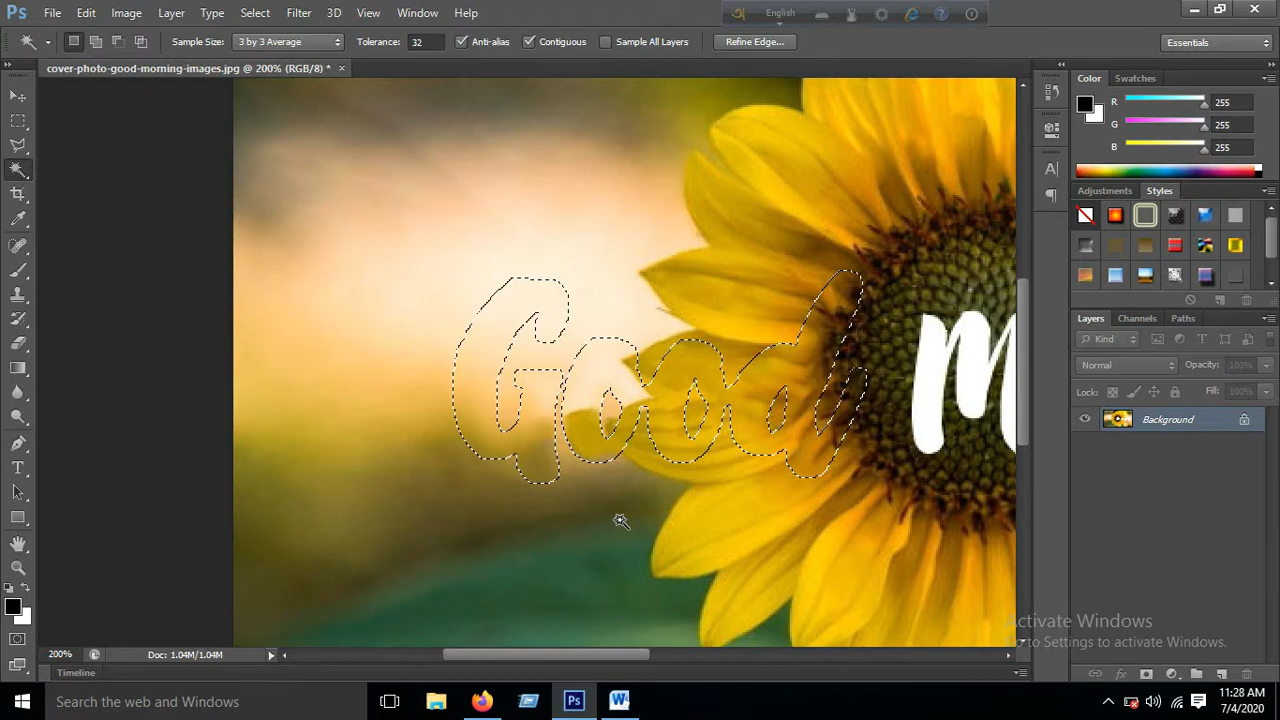 Ps File Edit Image Layer Type Select Filter 3D View Window Help
English
Sample Size: 3 by 3 Average Tolerance: 32 Anti-alias Contiguous Sample All Layers Refine Edge... Essentials
cover-photo-good-morning-images.jpg @ 200% (RGB/8) * ×
Color Swatches
R 255
G 255
B 255
Adjustments Styles
Good M
Layers Channels Paths
Kind
Normal Opacity: 100%
Lock: Fill: 100%
Background
Activate Windows
Go to Settings to activate Windows.
200% Doc: 1.04M/1.04M
Timeline
Search the web and Windows
11:28 AM
7/4/2020